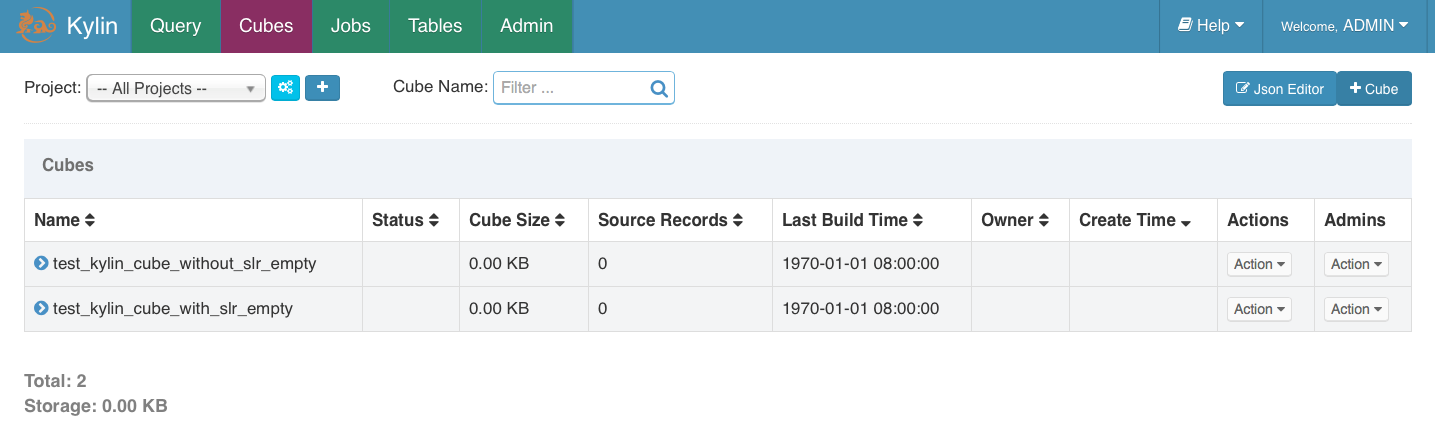 Kylin Query Cubes Jobs Tables Admin Help Welcome, ADMIN
Project: -- All Projects -- Cube Name: Filter ... Json Editor + Cube
Cubes
Name Status Cube Size Source Records Last Build Time Owner Create Time Actions Admins
test_kylin_cube_without_slr_empty 0.00 KB 0 1970-01-01 08:00:00 Action Action
test_kylin_cube_with_slr_empty 0.00 KB 0 1970-01-01 08:00:00 Action Action
Total: 2
Storage: 0.00 KB